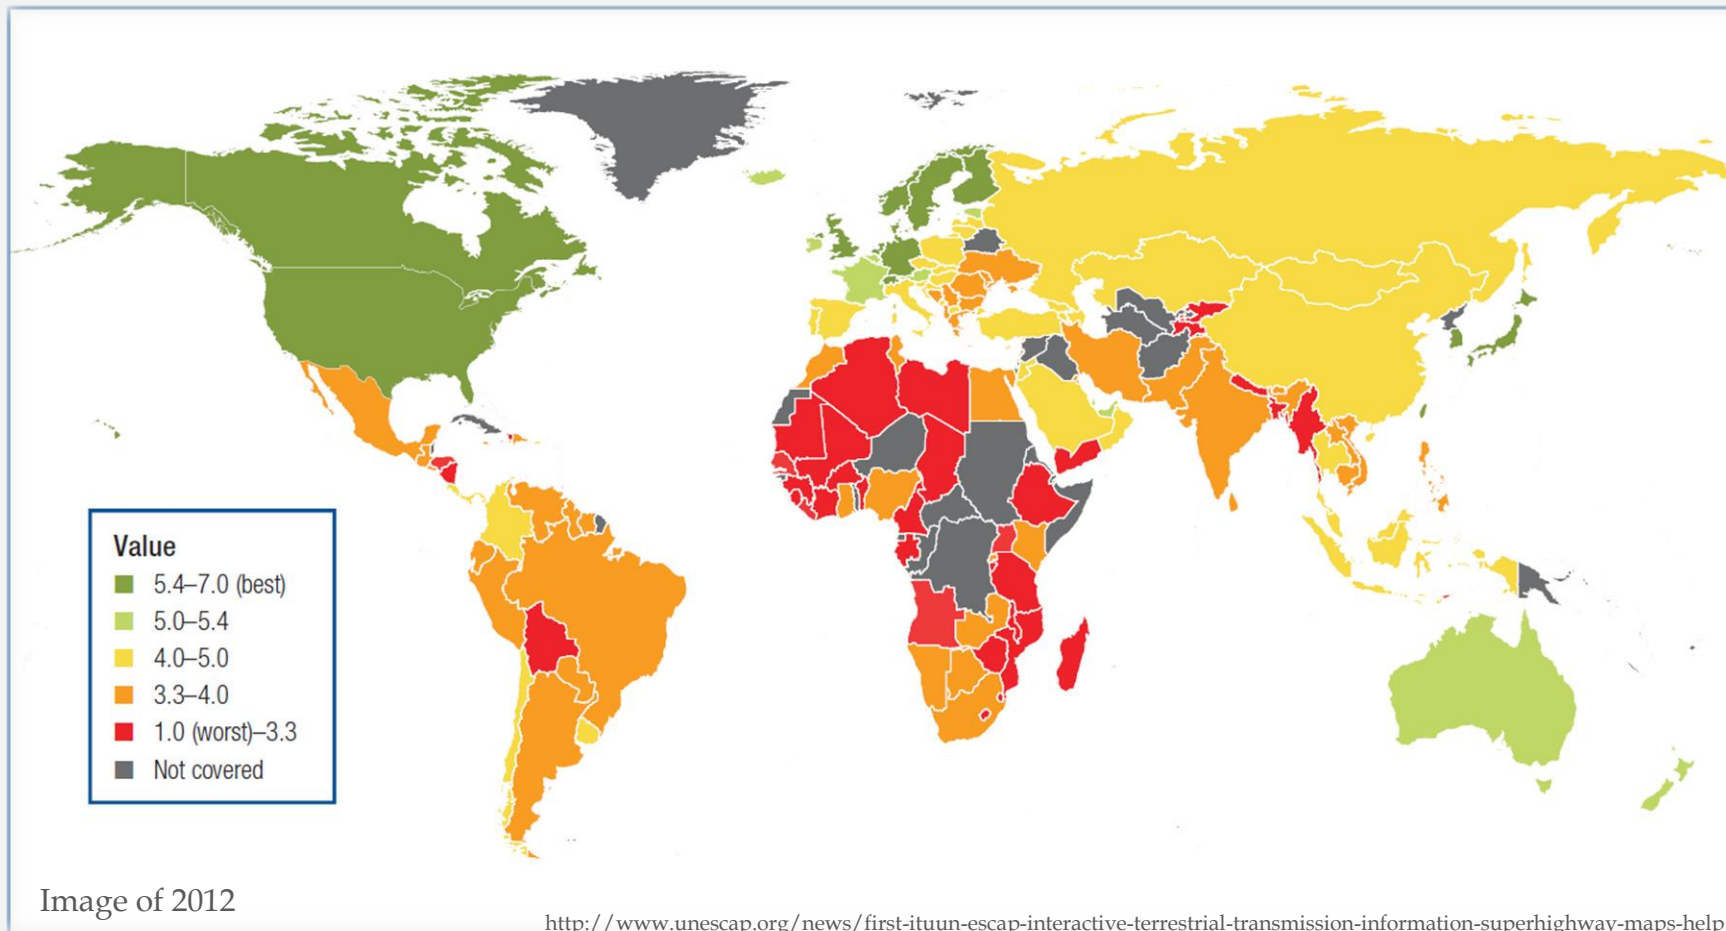 Value
5.4–7.0 (best)
5.0–5.4
4.0–5.0
3.3–4.0
1.0 (worst)–3.3
Not covered
Image of 2012
http://www.unescap.org/news/first-ituun-escap-interactive-terrestrial-transmission-information-superhighway-maps-help